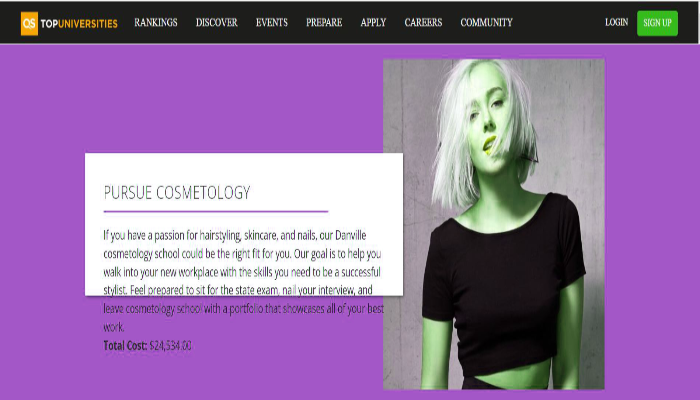 QS TOPUNIVERSITIES RANKINGS DISCOVER EVENTS PREPARE APPLY CAREERS COMMUNITY LOGIN SIGN UP
PURSUE COSMETOLOGY
If you have a passion for hairstyling, skincare, and nails, our Danville
cosmetology school could be the right fit for you. Our goal is to help you
walk into your new workplace with the skills you need to be a successful
stylist. Feel prepared to sit for the state exam, nail your interview, and
leave cosmetology school with a portfolio that showcases all of your best
work.
Total Cost: $24,534.00